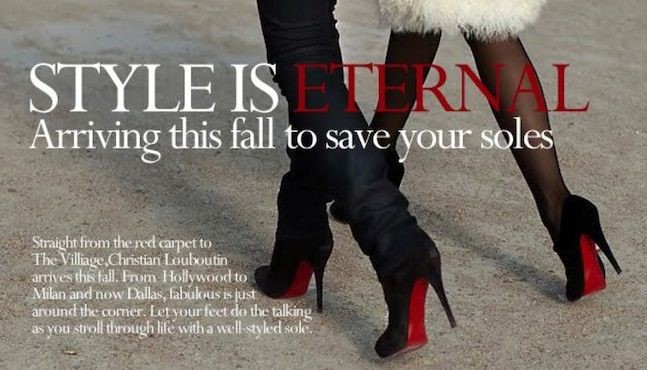 STYLE IS ETERNAL
Arriving this fall to save your soles
Straight from the red carpet to
The Villiage,Christian Louboutin
arrives this fall. From Hollywood to
Milan and now Dallas, fabulous is just
around the corner. Let your feet do the talking
as you stroll through life with a well-styled sole.